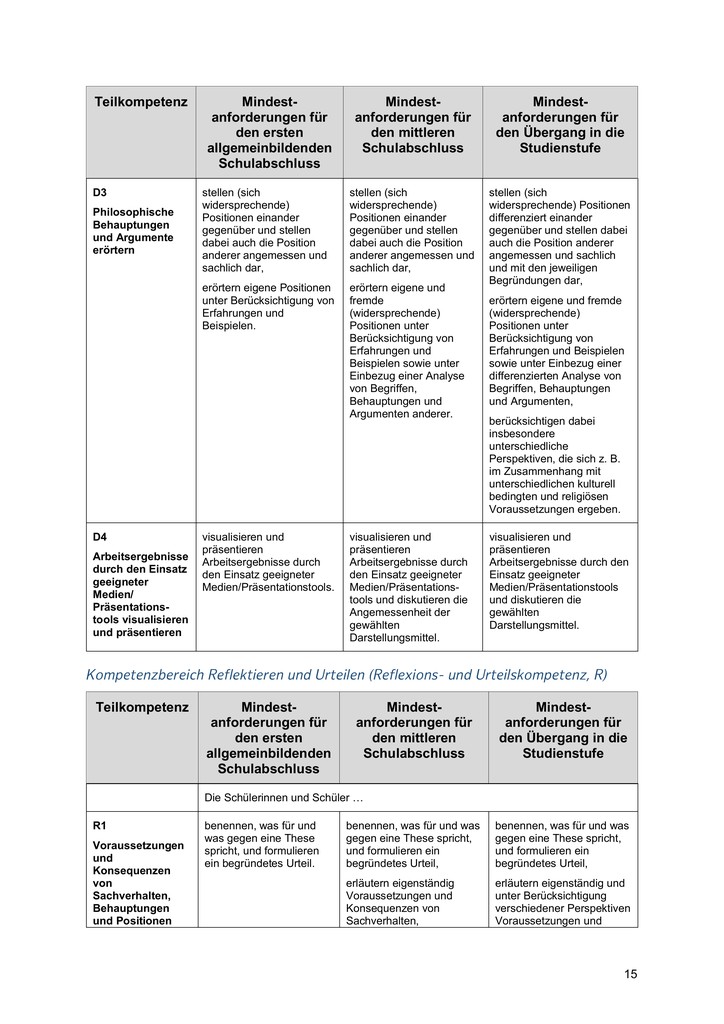 Teilkompetenz
Mindest-
anforderungen für
den ersten
allgemeinbildenden
Schulabschluss
Mindest-
anforderungen für
den mittleren
Schulabschluss
Mindest-
anforderungen für
den Übergang in die
Studienstufe
D3
Philosophische
Behauptungen
und Argumente
erörtern
stellen (sich
widersprechende)
Positionen einander
gegenüber und stellen
dabei auch die Position
anderer angemessen und
sachlich dar,
erörtern eigene Positionen
unter Berücksichtigung von
Erfahrungen und
Beispielen.
stellen (sich
widersprechende)
Positionen einander
gegenüber und stellen
dabei auch die Position
anderer angemessen und
sachlich dar,
erörtern eigene und
fremde
(widersprechende)
Positionen unter
Berücksichtigung von
Erfahrungen und
Beispielen sowie unter
Einbezug einer Analyse
von Begriffen,
Behauptungen und
Argumenten anderer.
stellen (sich
widersprechende) Positionen
differenziert einander
gegenüber und stellen dabei
auch die Position anderer
angemessen und sachlich
und mit den jeweiligen
Begründungen dar,
erörtern eigene und fremde
(widersprechende)
Positionen unter
Berücksichtigung von
Erfahrungen und Beispielen
sowie unter Einbezug einer
differenzierten Analyse von
Begriffen, Behauptungen
und Argumenten,
berücksichtigen dabei
insbesondere
unterschiedliche
Perspektiven, die sich z. B.
im Zusammenhang mit
unterschiedlichen kulturell
bedingten und religiösen
Voraussetzungen ergeben.
D4
Arbeitsergebnisse
durch den Einsatz
geeigneter
Medien/
Präsentations-
tools visualisieren
und präsentieren
visualisieren und
präsentieren
Arbeitsergebnisse durch
den Einsatz geeigneter
Medien/Präsentationstools.
visualisieren und
präsentieren
Arbeitsergebnisse durch
den Einsatz geeigneter
Medien/Präsentations-
tools und diskutieren die
Angemessenheit der
gewählten
Darstellungsmittel.
visualisieren und
präsentieren
Arbeitsergebnisse durch den
Einsatz geeigneter
Medien/Präsentationstools
und diskutieren die
gewählten
Darstellungsmittel.
Kompetenzbereich Reflektieren und Urteilen (Reflexions- und Urteilskompetenz, R)
Teilkompetenz
Mindest-
anforderungen für
den ersten
allgemeinbildenden
Schulabschluss
Mindest-
anforderungen für
den mittleren
Schulabschluss
Mindest-
anforderungen für
den Übergang in die
Studienstufe
Die Schülerinnen und Schüler …
R1
Voraussetzungen
und
Konsequenzen
von
Sachverhalten,
Behauptungen
und Positionen
benennen, was für und
was gegen eine These
spricht, und formulieren
ein begründetes Urteil.
benennen, was für und was
gegen eine These spricht,
und formulieren ein
begründetes Urteil,
erläutern eigenständig
Voraussetzungen und
Konsequenzen von
Sachverhalten,
benennen, was für und was
gegen eine These spricht,
und formulieren ein
begründetes Urteil,
erläutern eigenständig und
unter Berücksichtigung
verschiedener Perspektiven
Voraussetzungen und
15